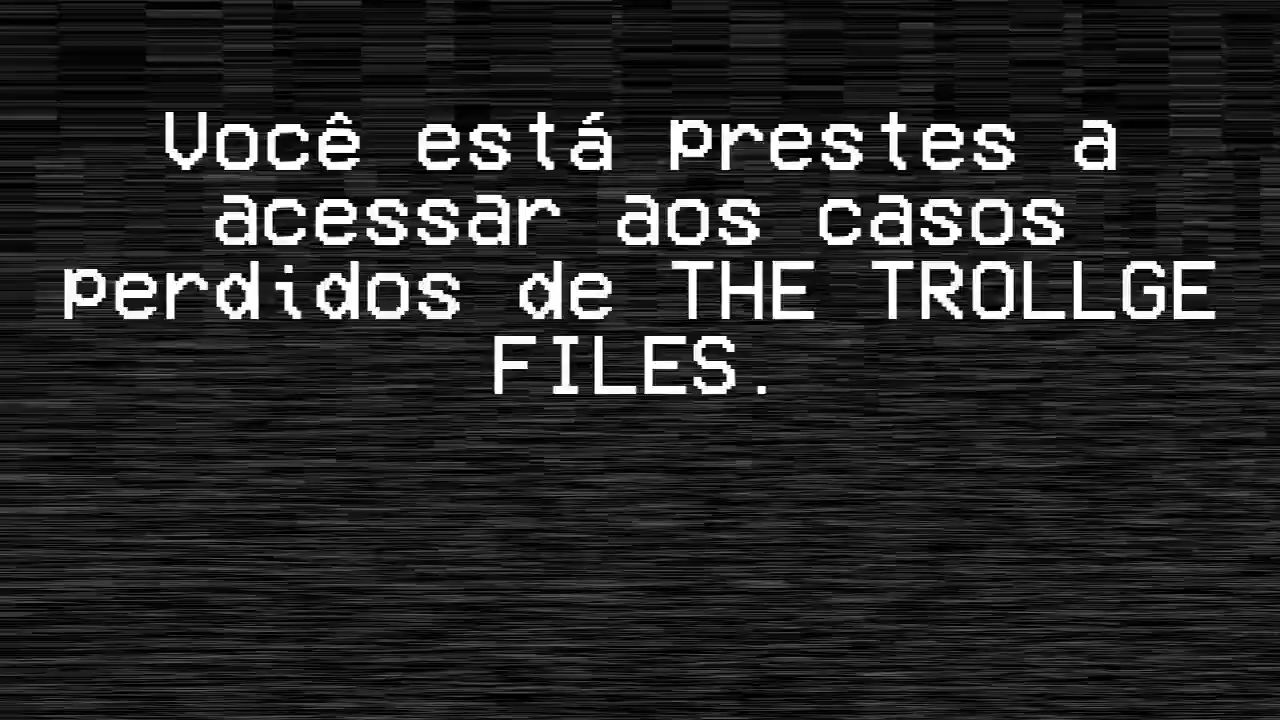 Você está prestes a
acessar aos casos
perdidos de THE TROLLGE
FILES.